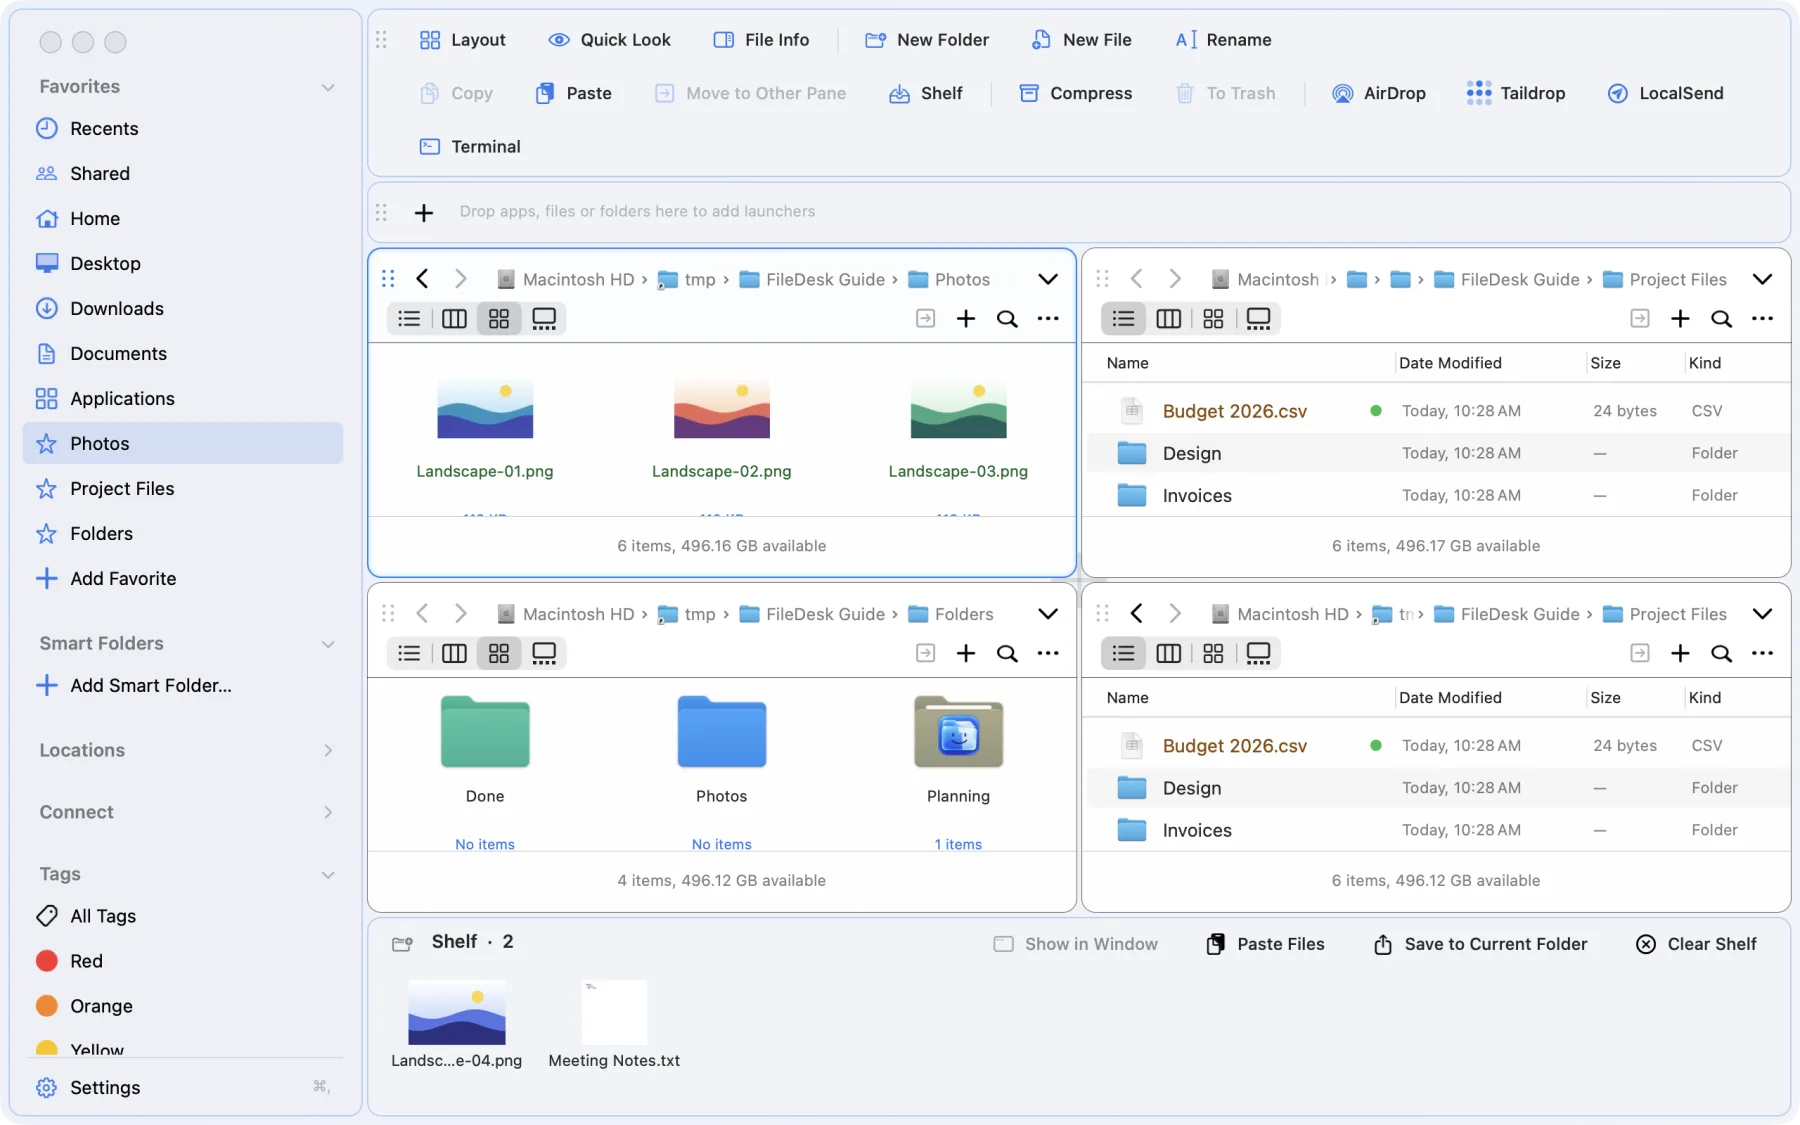 Favorites
Recents
Shared
Home
Desktop
Downloads
Documents
Applications
Photos
Project Files
Folders
Add Favorite
Smart Folders
Add Smart Folder...
Locations
Connect
Tags
All Tags
Red
Orange
Yellow
Settings ⌘,
Layout Quick Look File Info New Folder New File Rename
Copy Paste Move to Other Pane Shelf Compress To Trash AirDrop Taildrop LocalSend
Terminal
Drop apps, files or folders here to add launchers
Macintosh HD › tmp › FileDesk Guide › Photos
Landscape-01.png Landscape-02.png Landscape-03.png
6 items, 496.16 GB available
Macintosh › › › FileDesk Guide › Project Files
Name Date Modified Size Kind
Budget 2026.csv Today, 10:28 AM 24 bytes CSV
Design Today, 10:28 AM — Folder
Invoices Today, 10:28 AM — Folder
6 items, 496.17 GB available
Macintosh HD › tmp › FileDesk Guide › Folders
Done Photos Planning
No items No items 1 items
4 items, 496.12 GB available
Macintosh HD › › FileDesk Guide › Project Files
Name Date Modified Size Kind
Budget 2026.csv Today, 10:28 AM 24 bytes CSV
Design Today, 10:28 AM — Folder
Invoices Today, 10:28 AM — Folder
6 items, 496.12 GB available
Shelf · 2
Show in Window Paste Files Save to Current Folder Clear Shelf
Landsc...e-04.png Meeting Notes.txt